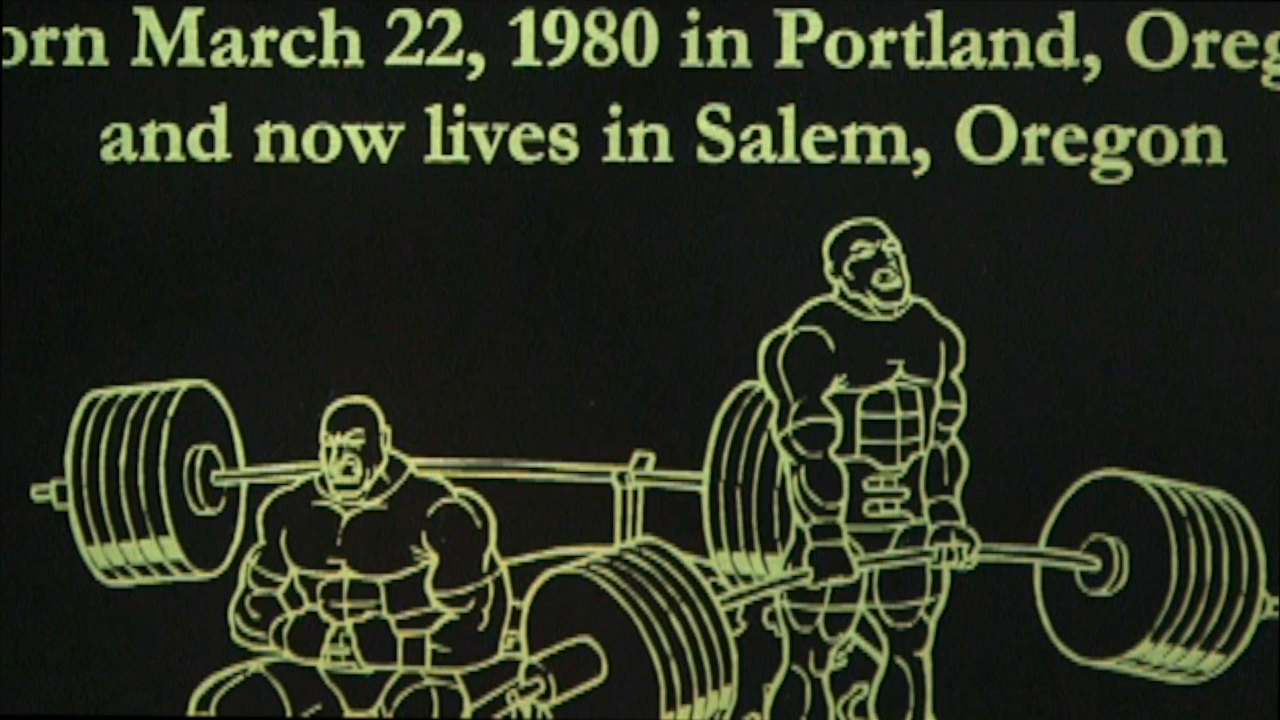 orn March 22, 1980 in Portland, Oreg
and now lives in Salem, Oregon